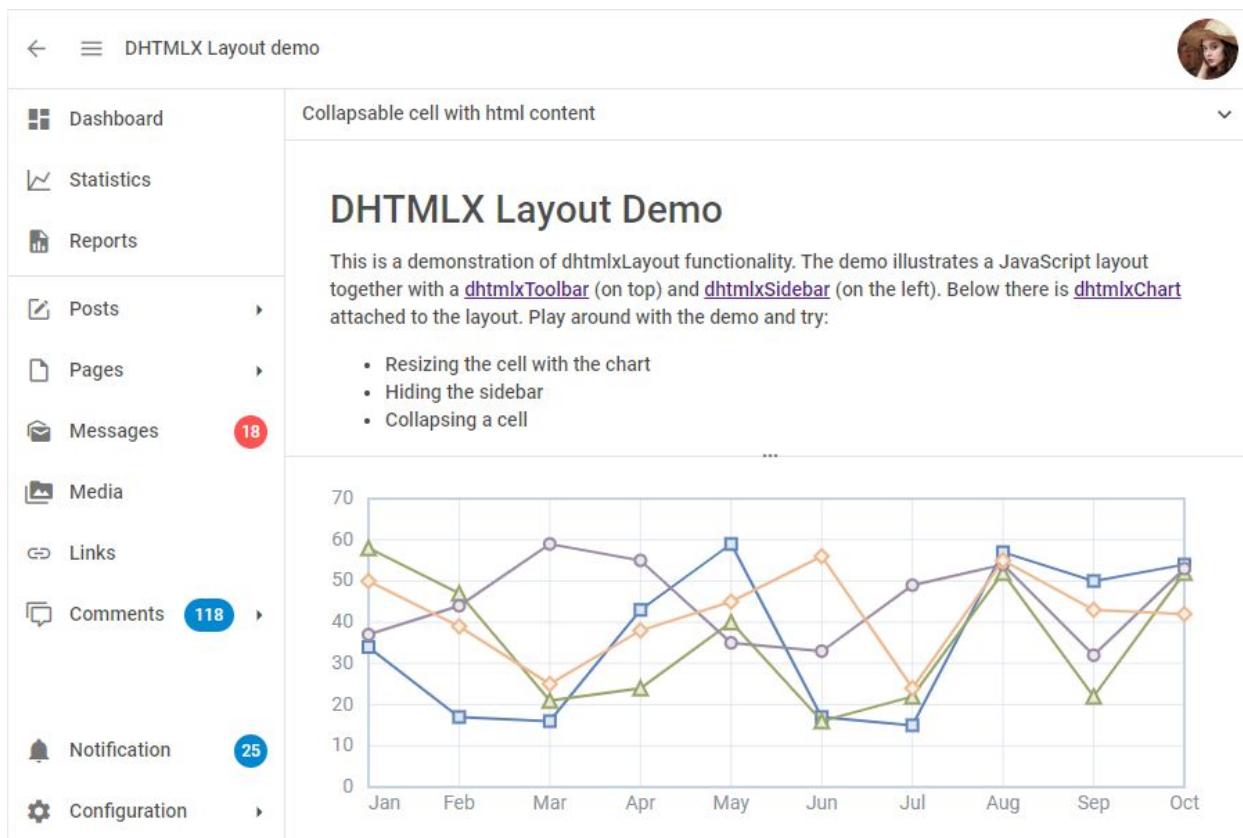 DHTMLX Layout demo
Dashboard
Statistics
Reports
Posts
Pages
Messages 18
Media
Links
Comments 118
Notification 25
Configuration
Collapsable cell with html content
DHTMLX Layout Demo
This is a demonstration of dhtmlxLayout functionality. The demo illustrates a JavaScript layout
together with a dhtmlxToolbar (on top) and dhtmlxSidebar (on the left). Below there is dhtmlxChart
attached to the layout. Play around with the demo and try:
• Resizing the cell with the chart
• Hiding the sidebar
• Collapsing a cell
70
60
50
40
30
20
10
0
Jan Feb Mar Apr May Jun Jul Aug Sep Oct